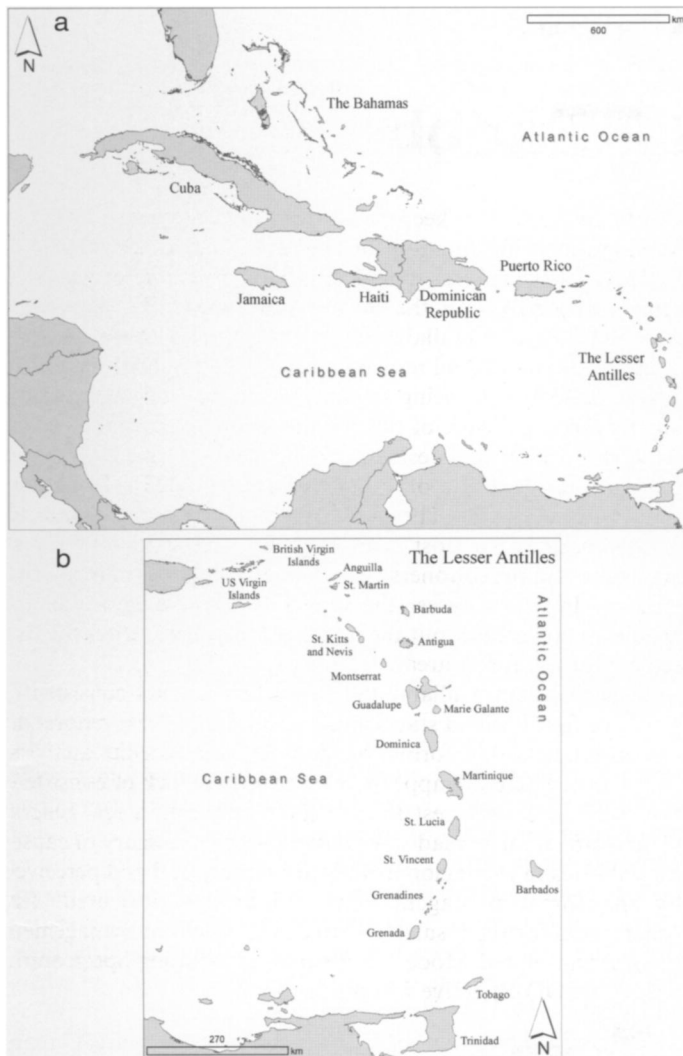 a
N
600
km
The Bahamas
Atlantic Ocean
Cuba
Puerto Rico
Jamaica
Haiti
Dominican
Republic
The Lesser
Antilles
Caribbean Sea
b
The Lesser Antilles
British Virgin
Islands
Anguilla
St. Martin
US Virgin
Islands
Barbuda
Atlantic Ocean
St. Kitts
and Nevis
Antigua
Montserrat
Guadalupe
Marie Galante
Dominica
Caribbean Sea
Martinique
St. Lucia
St. Vincent
Barbados
Grenadines
Grenada
Tobago
Trinidad
270
km
N